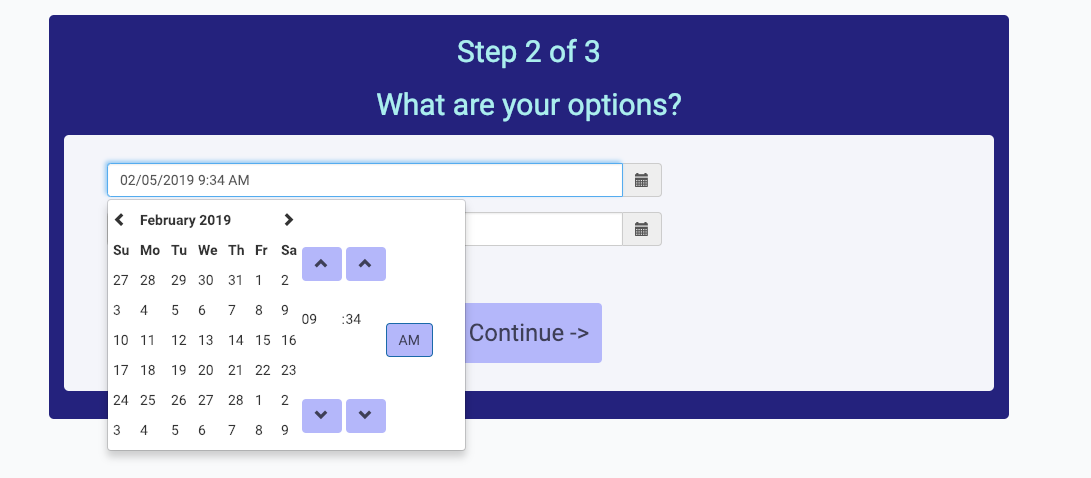 Step 2 of 3
What are your options?
02/05/2019 9:34 AM
February 2019
Su Mo Tu We Th Fr Sa
27 28 29 30 31 1 2
3 4 5 6 7 8 9
09 :34
10 11 12 13 14 15 16
AM
Continue ->
17 18 19 20 21 22 23
24 25 26 27 28 1 2
3 4 5 6 7 8 9